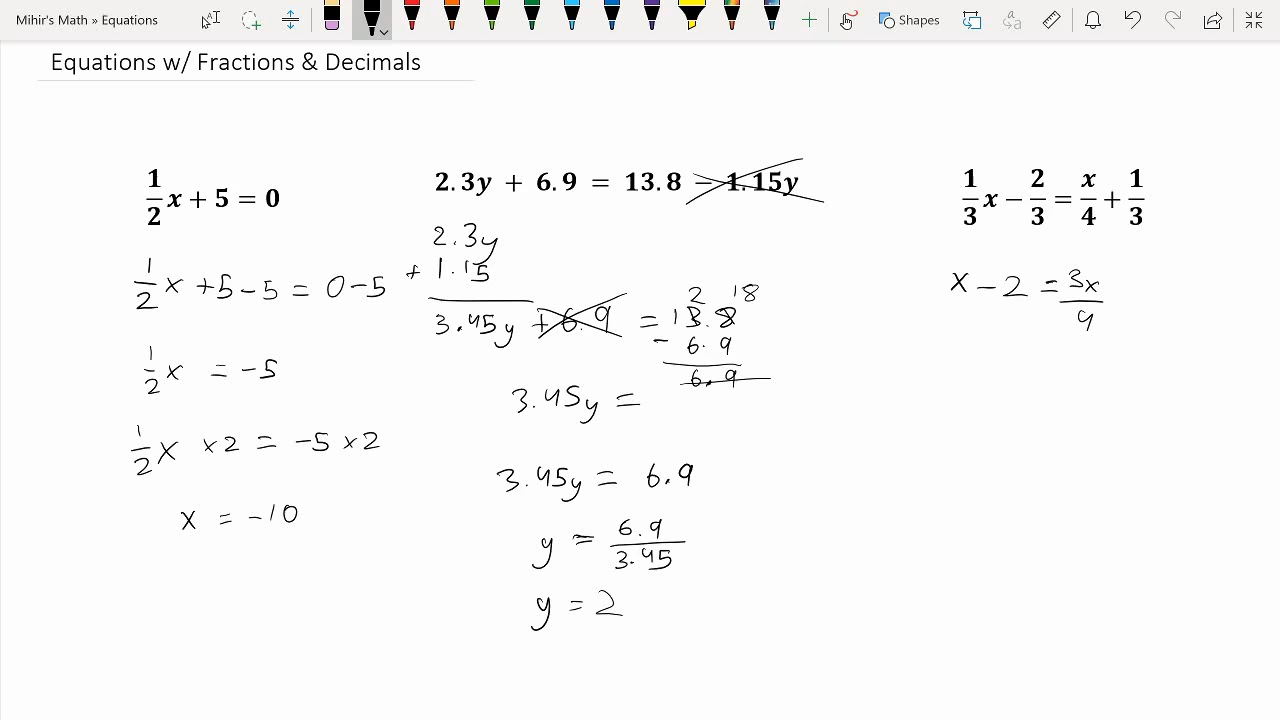 Mihir's Math » Equations
Shapes
Equations w/ Fractions & Decimals
1/2 x + 5 = 0
1/2 x + 5 - 5 = 0 - 5
1/2 x = -5
1/2 x × 2 = -5 × 2
x = -10
2.3y + 6.9 = 13.8 − 1.15y
2.3y
+ 1.15
3.45y + 6.9 = 13.8
2 18
- 6.9
6.9
3.45y =
3.45y = 6.9
y = 6.9/3.45
y = 2
1/3 x − 2/3 = x/4 + 1/3
x - 2 = 3x/4